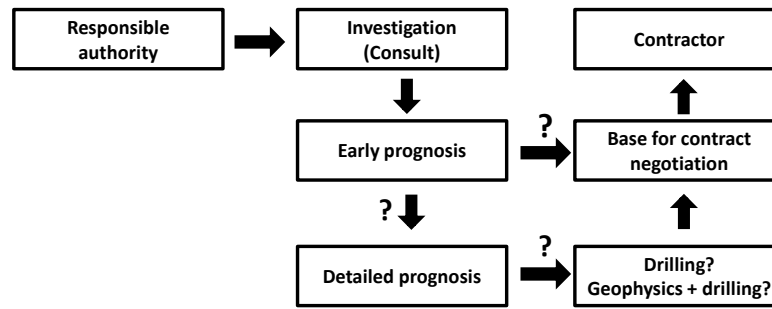 Responsible
authority
Investigation
(Consult)
Contractor
?
Early prognosis
Base for contract
negotiation
?
?
Detailed prognosis
Drilling?
Geophysics + drilling?